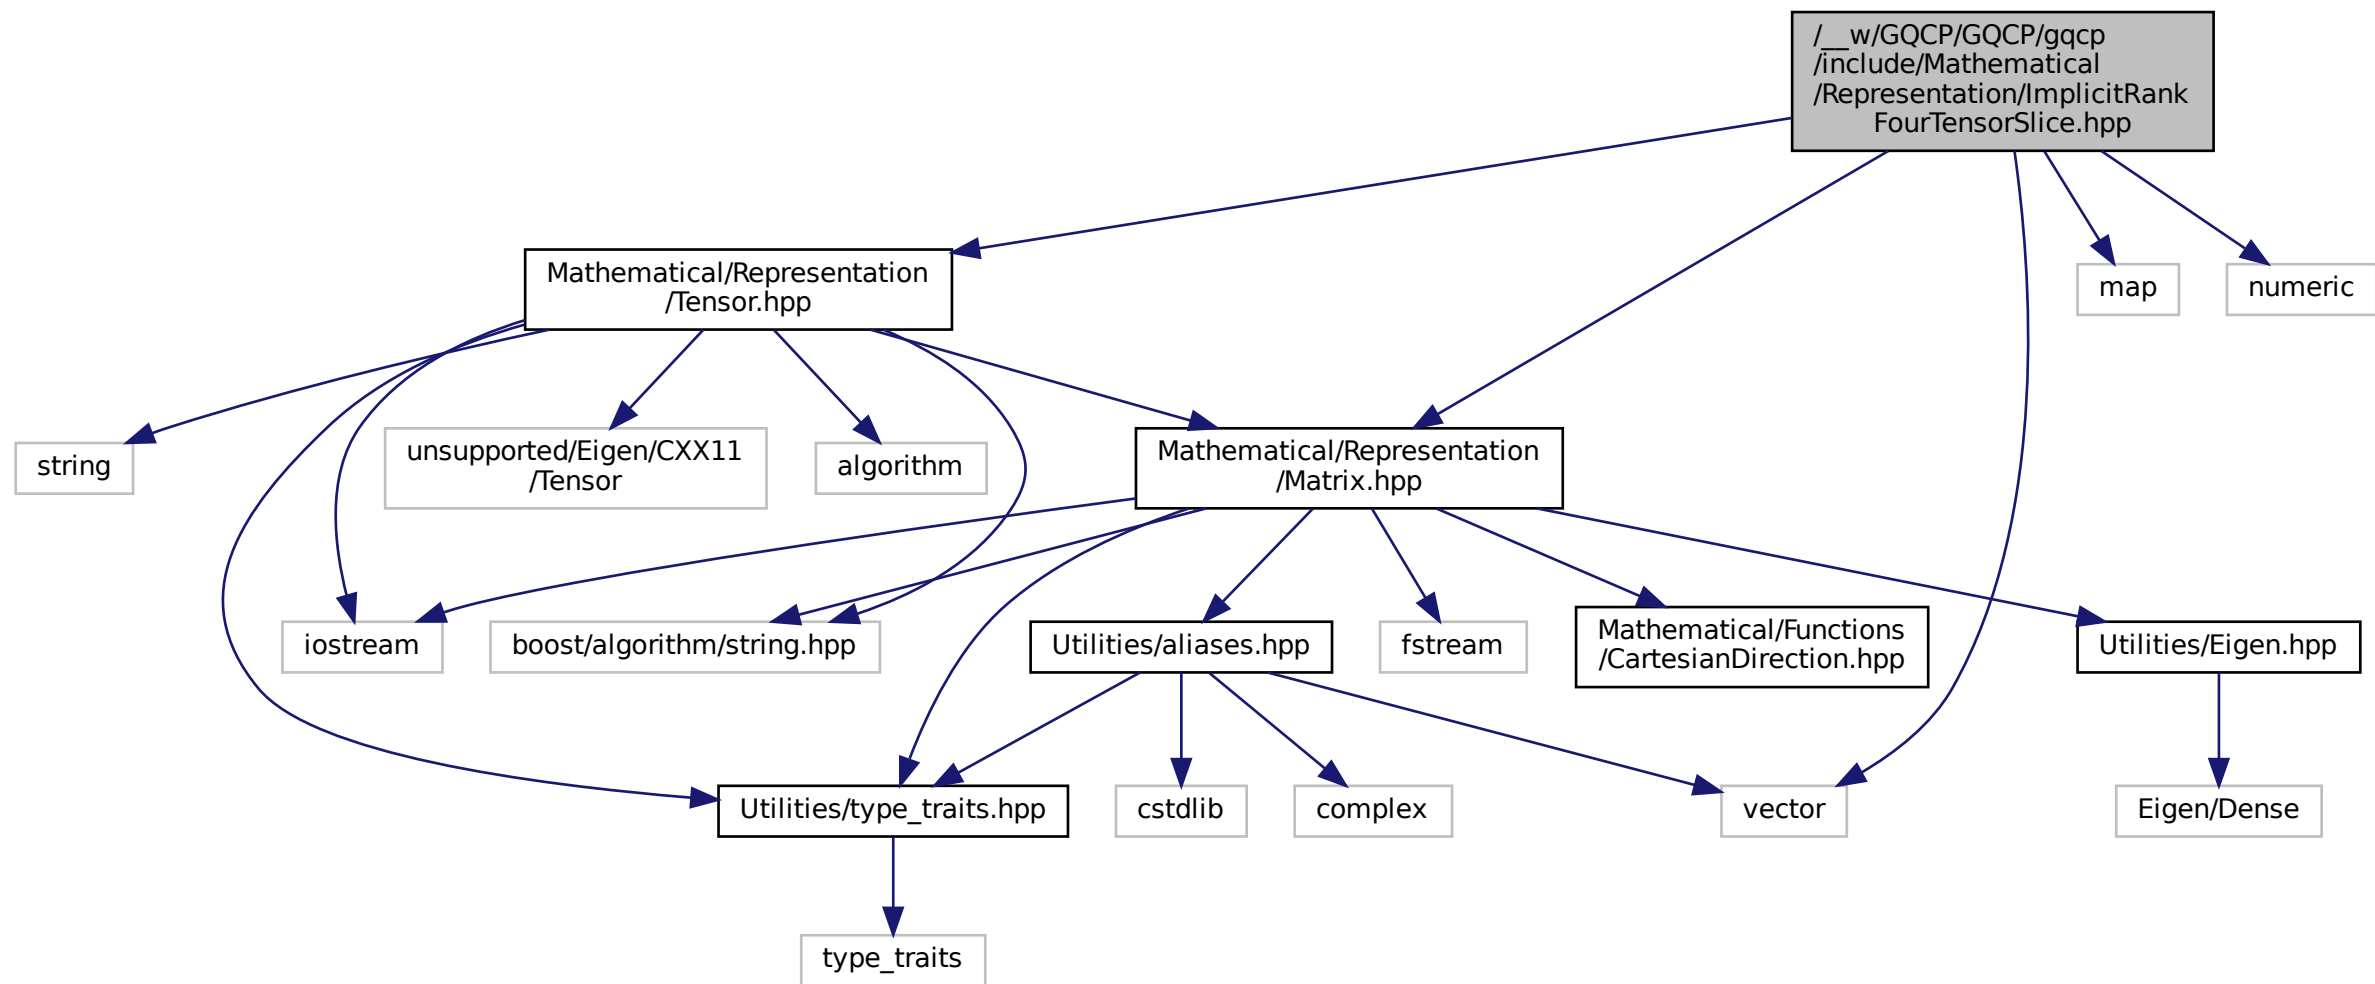 /__w/GQCP/GQCP/gqcp
/include/Mathematical
/Representation/ImplicitRank
FourTensorSlice.hpp
Mathematical/Representation
/Tensor.hpp
map
numeric
string
unsupported/Eigen/CXX11
/Tensor
algorithm
Mathematical/Representation
/Matrix.hpp
iostream
boost/algorithm/string.hpp
Utilities/aliases.hpp
fstream
Mathematical/Functions
/CartesianDirection.hpp
Utilities/Eigen.hpp
Utilities/type_traits.hpp
cstdlib
complex
vector
Eigen/Dense
type_traits